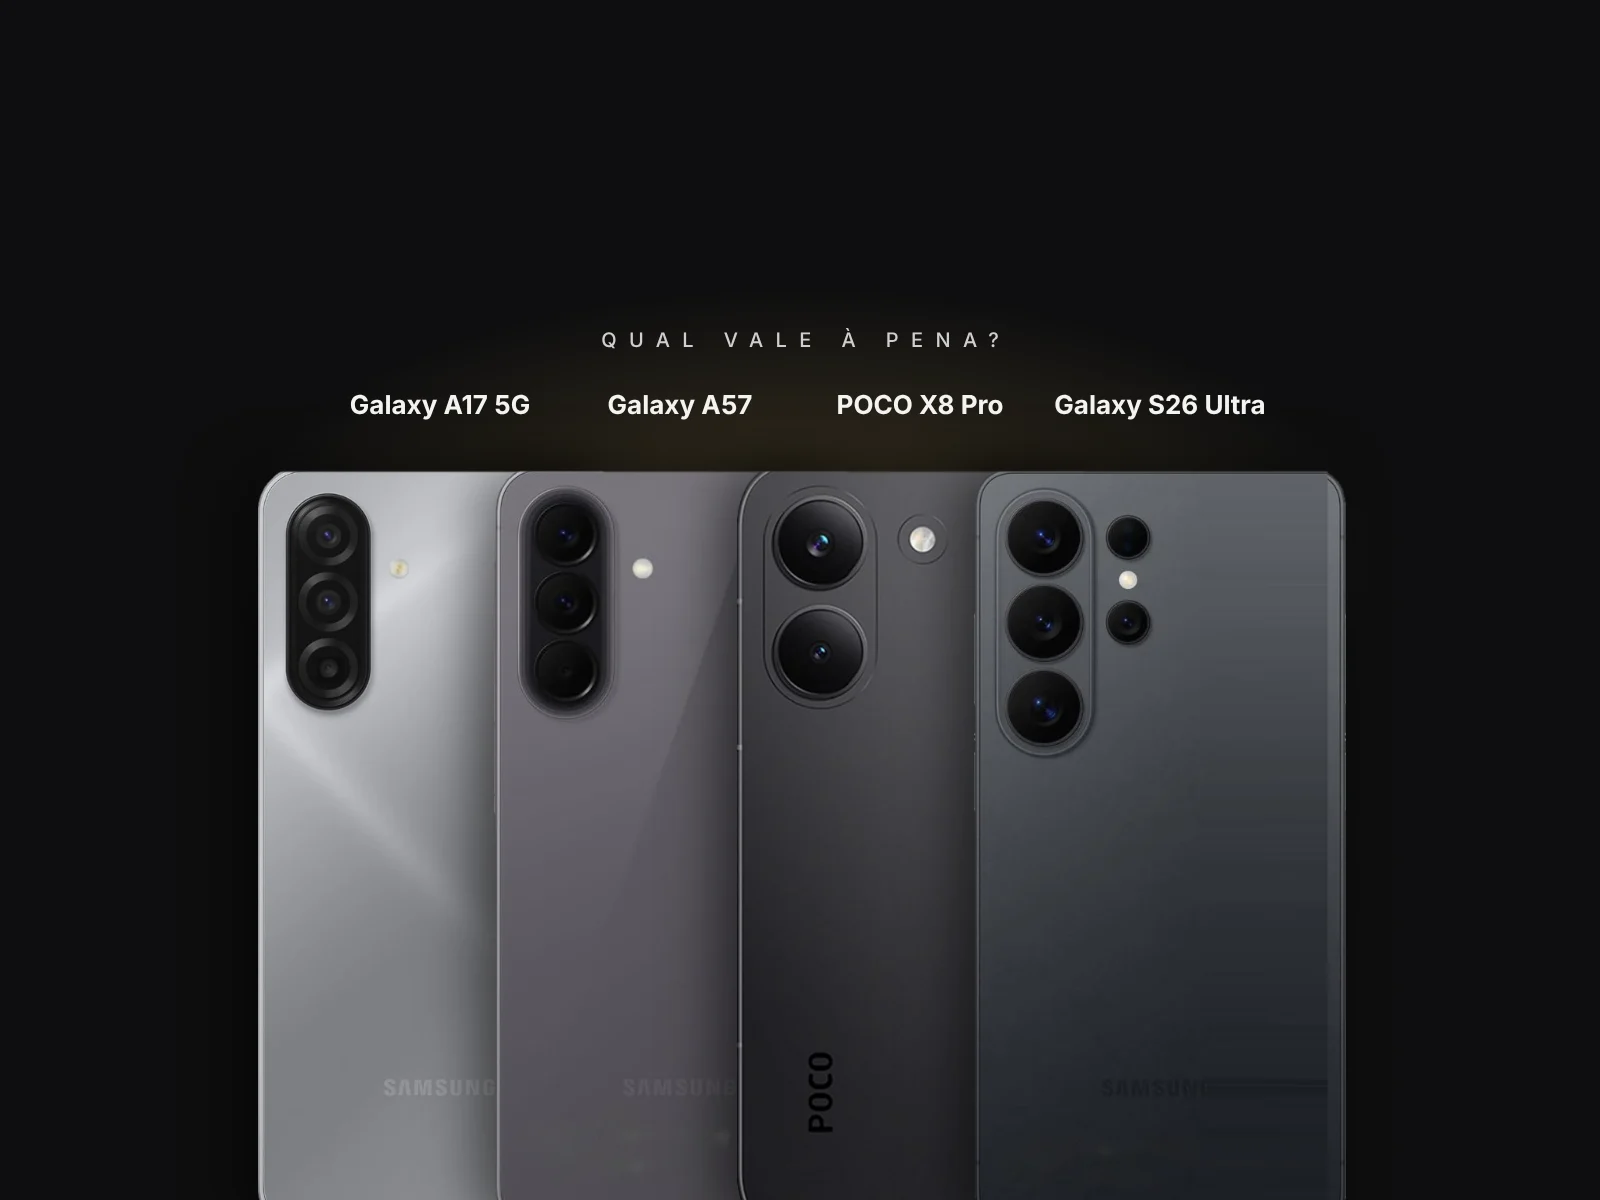 QUAL VALE À PENA?
Galaxy A17 5G
Galaxy A57
POCO X8 Pro
Galaxy S26 Ultra
SAMSUNG
SAMSUNG
POCO
SAMSUNG